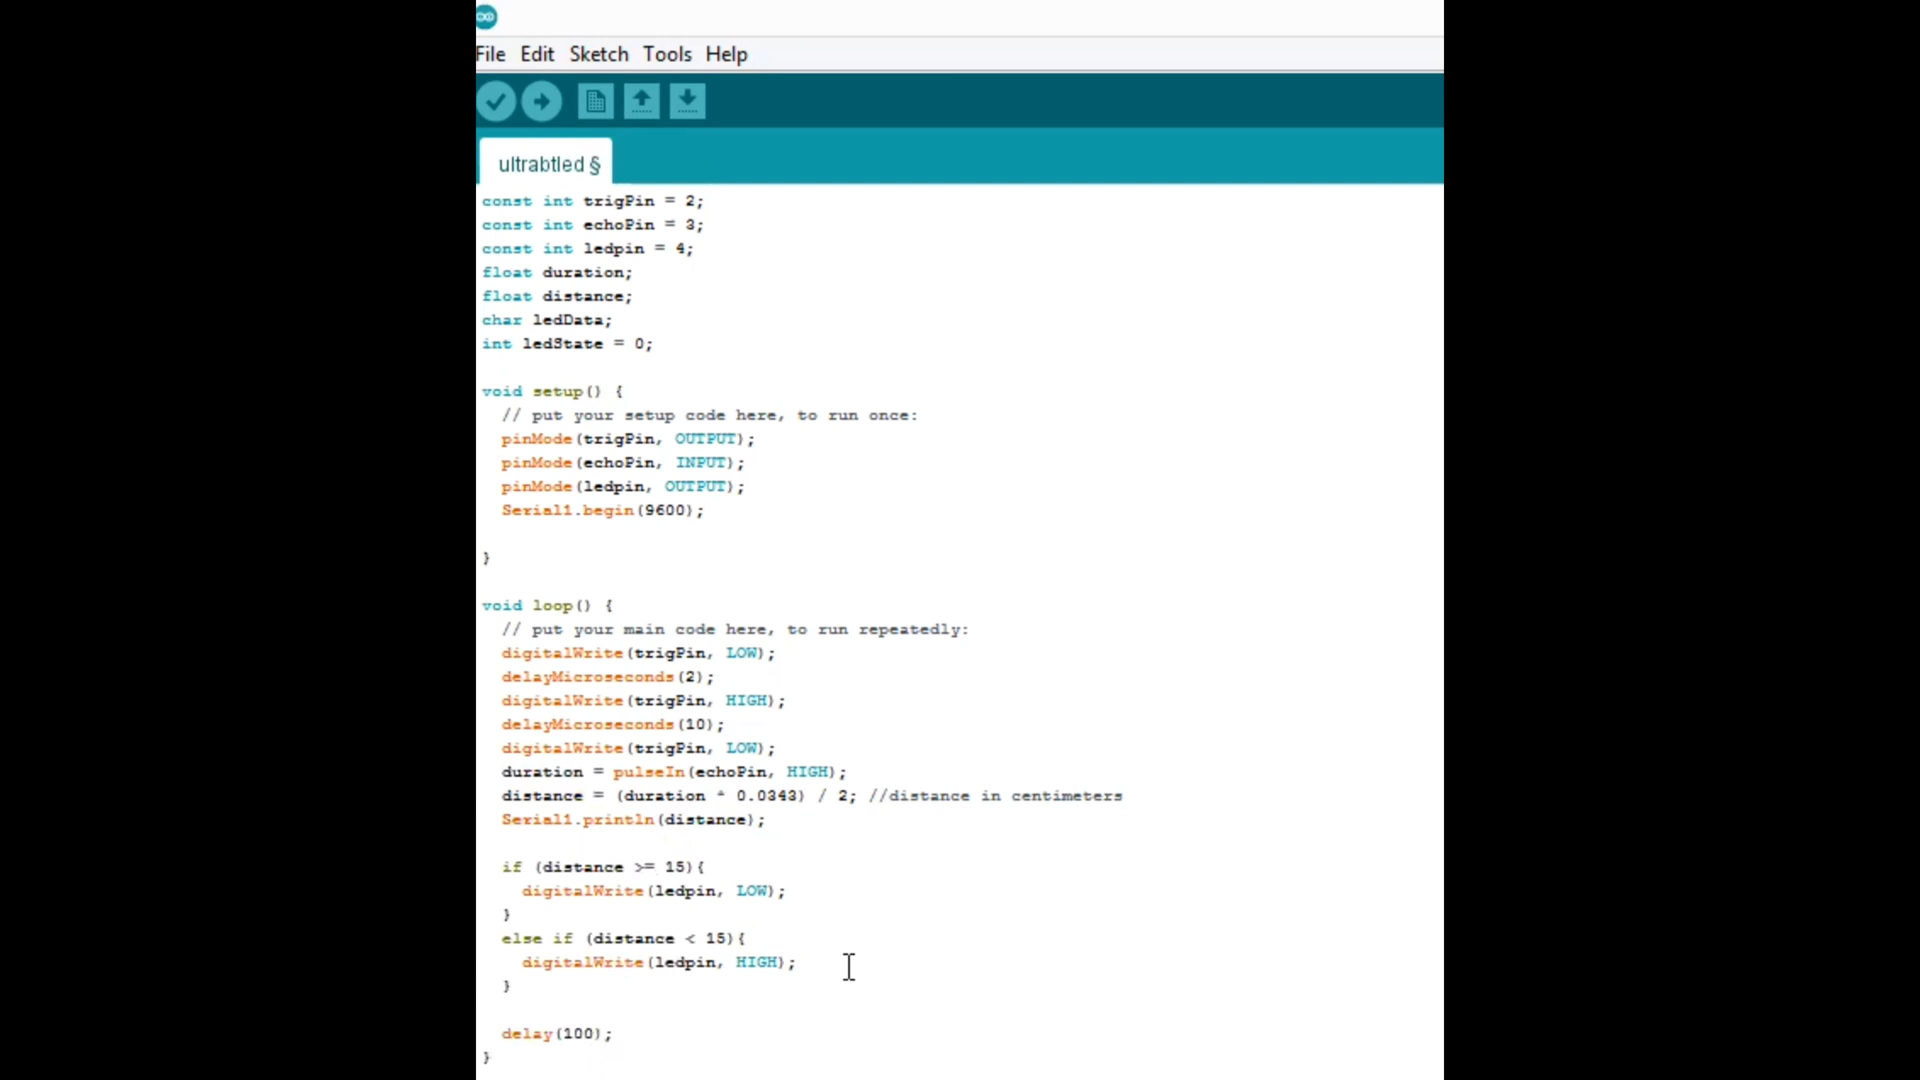 File Edit Sketch Tools Help
ultrabtled §
const int trigPin = 2;
const int echoPin = 3;
const int ledpin = 4;
float duration;
float distance;
char ledData;
int ledState = 0;
void setup() {
  // put your setup code here, to run once:
  pinMode(trigPin, OUTPUT);
  pinMode(echoPin, INPUT);
  pinMode(ledpin, OUTPUT);
  Serial1.begin(9600);
}
void loop() {
  // put your main code here, to run repeatedly:
  digitalWrite(trigPin, LOW);
  delayMicroseconds(2);
  digitalWrite(trigPin, HIGH);
  delayMicroseconds(10);
  digitalWrite(trigPin, LOW);
  duration = pulseIn(echoPin, HIGH);
  distance = (duration * 0.0343) / 2; //distance in centimeters
  Serial1.println(distance);
  if (distance >= 15){
    digitalWrite(ledpin, LOW);
  }
  else if (distance < 15){
    digitalWrite(ledpin, HIGH);
  }
  delay(100);
}